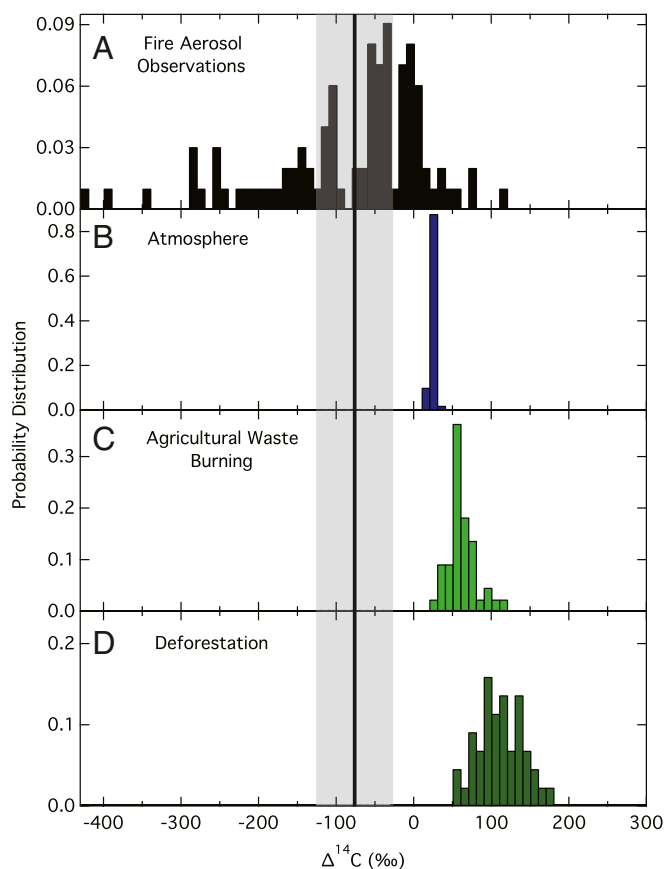 0.09
A
Fire Aerosol
Observations
0.06
0.03
0.00
B
Atmosphere
0.8
0.6
0.4
0.2
0.0
C
Agricultural Waste
Burning
0.3
0.2
0.1
0.0
D
Deforestation
0.2
0.1
0.0
Probability Distribution
-400 -300 -200 -100 0 100 200 300
Δ¹⁴C (‰)